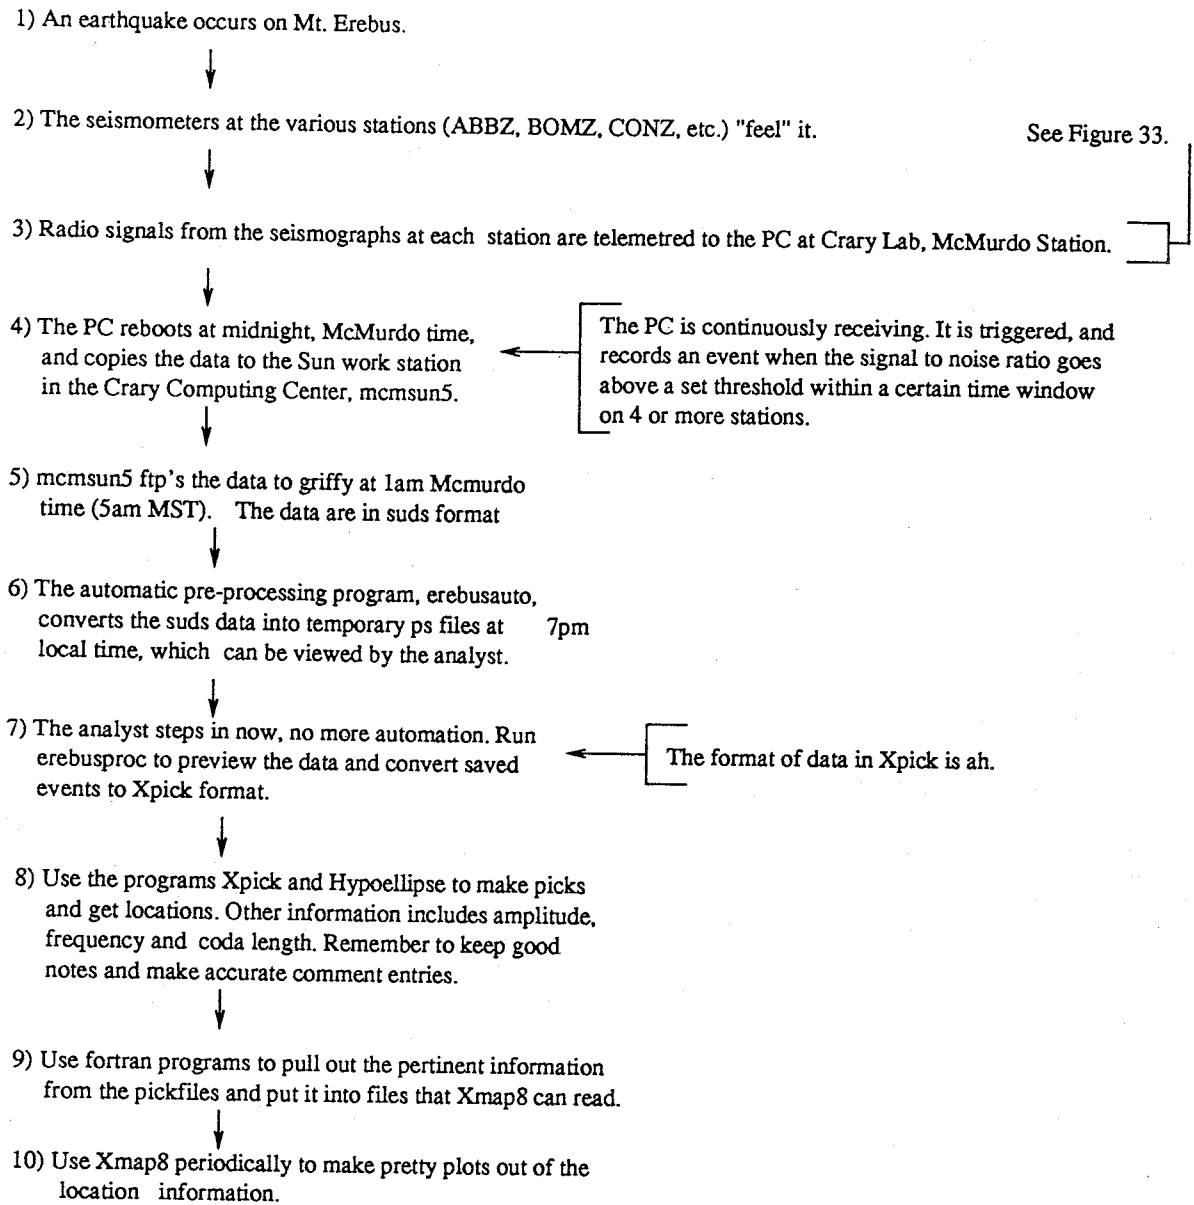 1) An earthquake occurs on Mt. Erebus.
2) The seismometers at the various stations (ABBZ, BOMZ, CONZ, etc.) "feel" it.
See Figure 33.
3) Radio signals from the seismographs at each station are telemetred to the PC at Crary Lab, McMurdo Station.
4) The PC reboots at midnight, McMurdo time,
and copies the data to the Sun work station
in the Crary Computing Center, mcmsun5.
The PC is continuously receiving. It is triggered, and
records an event when the signal to noise ratio goes
above a set threshold within a certain time window
on 4 or more stations.
5) mcmsun5 ftp's the data to griffy at 1am Mcmurdo
time (5am MST). The data are in suds format
6) The automatic pre-processing program, erebusauto,
converts the suds data into temporary ps files at 7pm
local time, which can be viewed by the analyst.
7) The analyst steps in now, no more automation. Run
erebusproc to preview the data and convert saved
events to Xpick format.
The format of data in Xpick is ah.
8) Use the programs Xpick and Hypoellipse to make picks
and get locations. Other information includes amplitude,
frequency and coda length. Remember to keep good
notes and make accurate comment entries.
9) Use fortran programs to pull out the pertinent information
from the pickfiles and put it into files that Xmap8 can read.
10) Use Xmap8 periodically to make pretty plots out of the
location information.